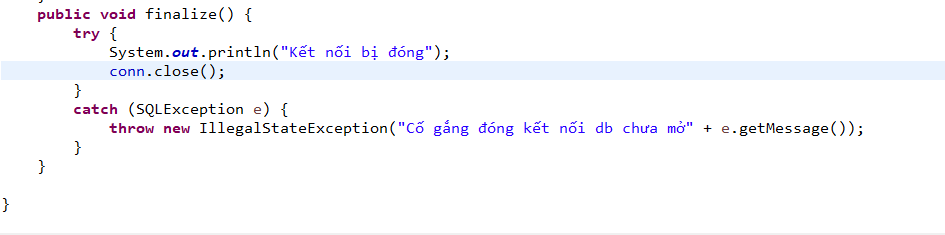 public void finalize() {
try {
System.out.println("Kết nối bị đóng");
conn.close();
}
catch (SQLException e) {
throw new IllegalStateException("Cố gắng đóng kết nối db chưa mở" + e.getMessage());
}
}
}